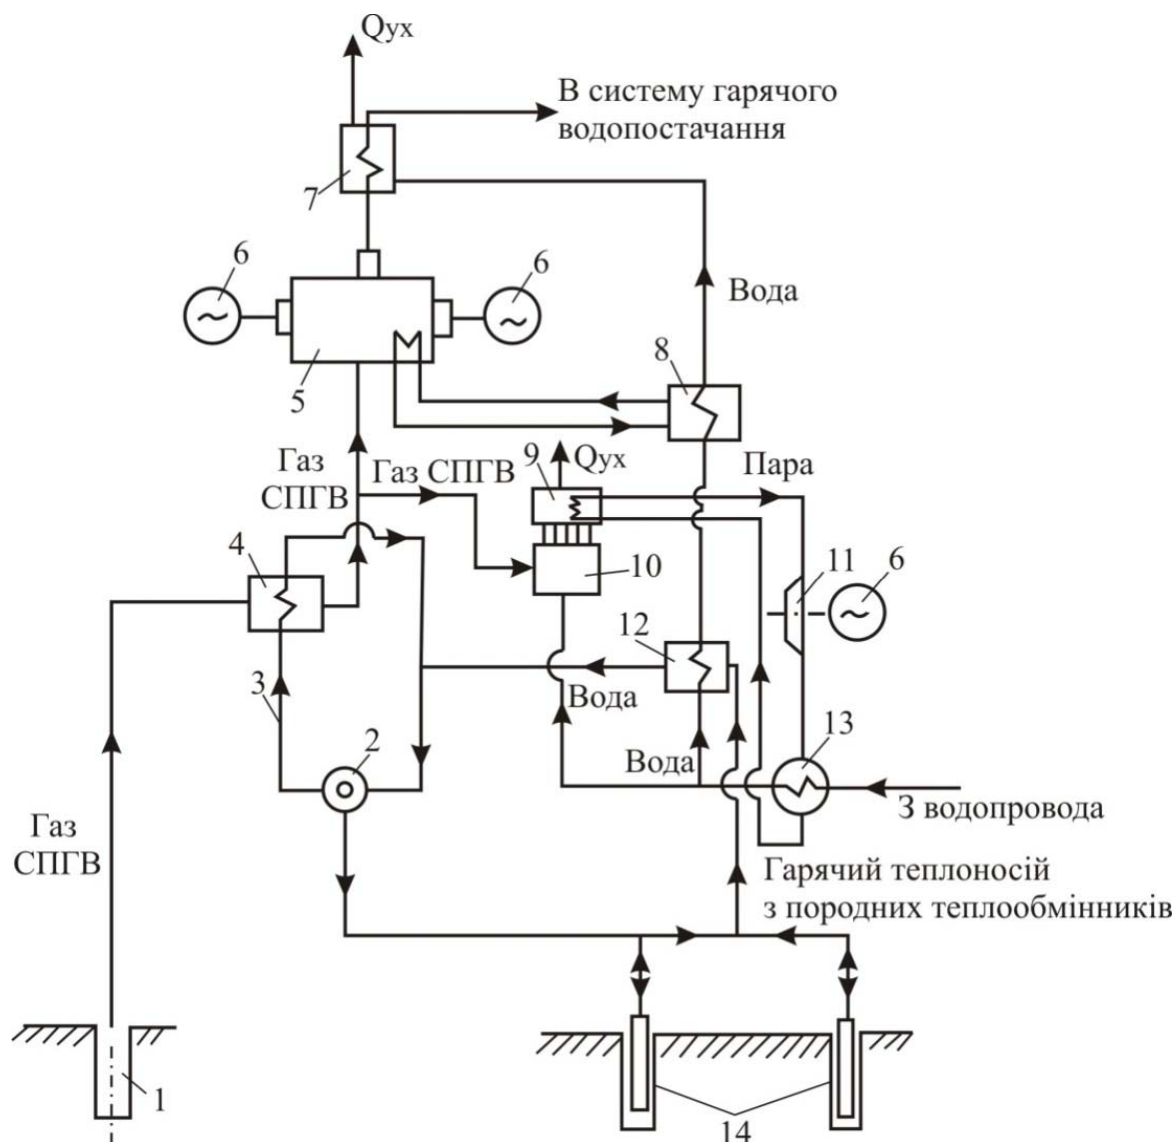 Qух
В систему гарячого
водопостачання
7
6
6
Вода
5
8
Газ
СПГВ
Газ СПГВ
9
Qух
Пара
4
10
11
6
12
3
Вода
2
Вода
13
З водопровода
Газ
СПГВ
Гарячий теплоносій
з породних теплообмінників
1
14